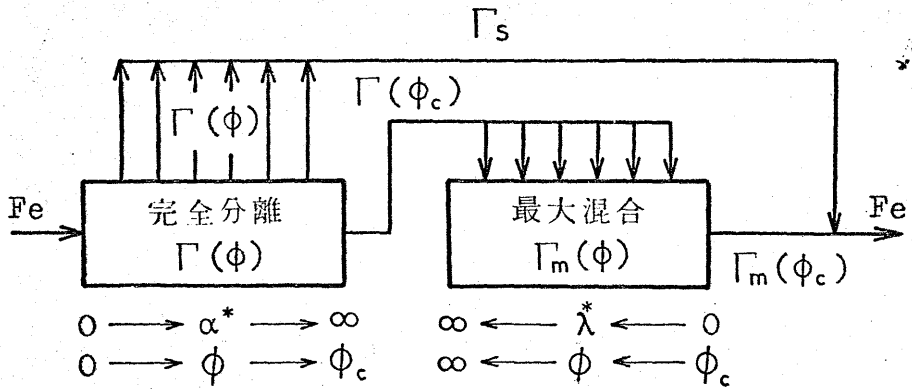 Γs
*
Γ(φc)
Γ(φ)
Fe
完全分離
Γ(φ)
最大混合
Γm(φ)
Fe
Γm(φc)
0 → α* → ∞
∞ ← λ* ← 0
0 → φ → φc
∞ ← φ ← φc